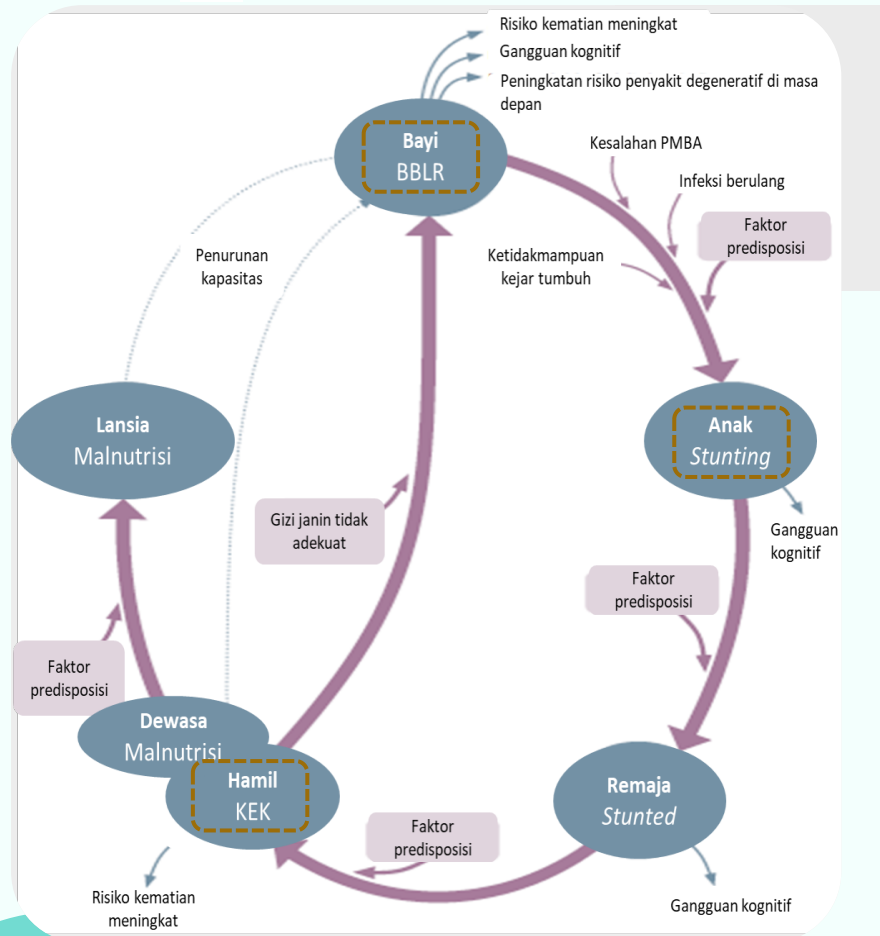 Risiko kematian meningkat
Gangguan kognitif
Peningkatan risiko penyakit degeneratif di masa
depan
Bayi
BBLR
Kesalahan PMBA
Infeksi berulang
Faktor
predisposisi
Ketidakmampuan
kejar tumbuh
Penurunan
kapasitas
Lansia
Malnutrisi
Anak
Stunting
Gizi janin tidak
adekuat
Gangguan
kognitif
Faktor
predisposisi
Faktor
predisposisi
Dewasa
Malnutrisi
Hamil
KEK
Remaja
Stunted
Faktor
predisposisi
Risiko kematian
meningkat
Gangguan kognitif